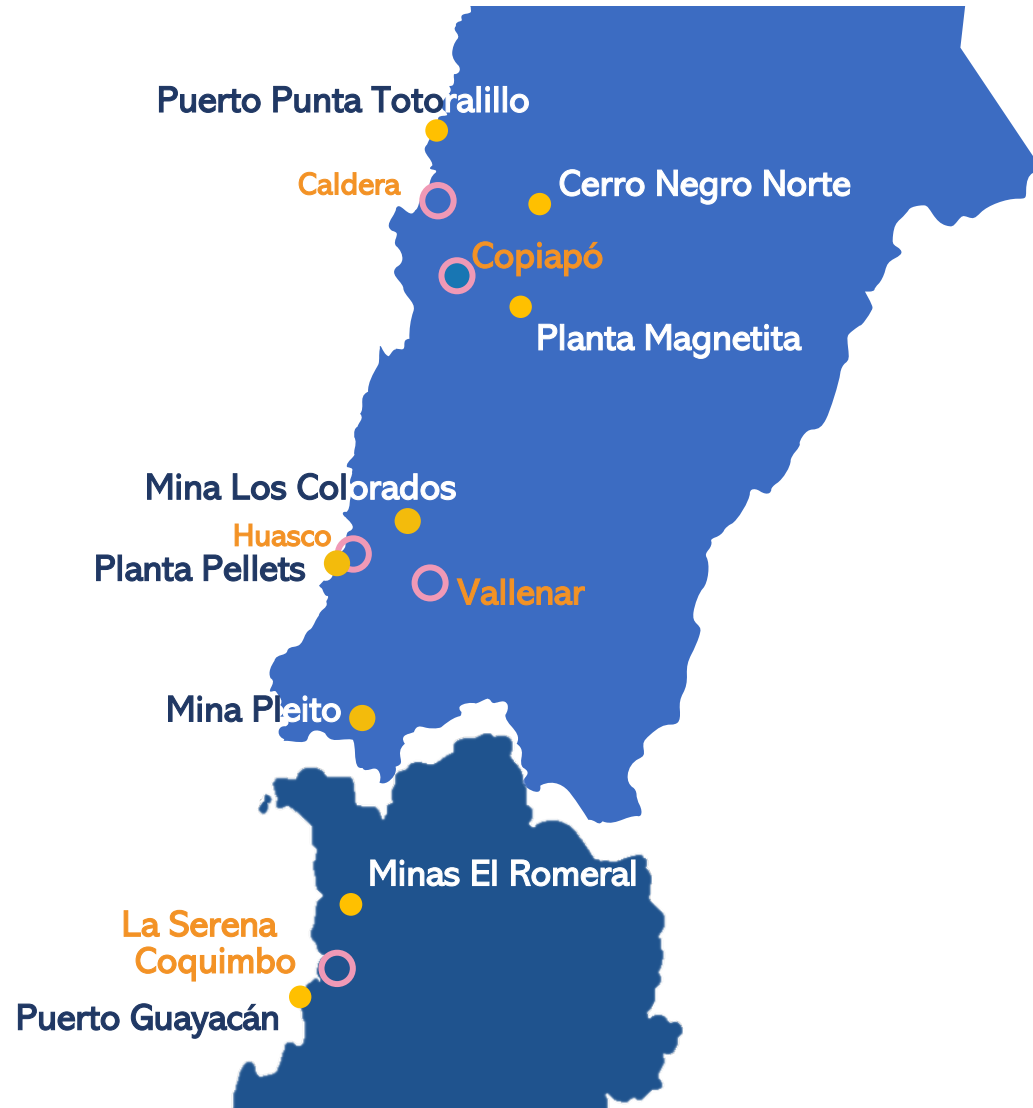 Puerto Punta Totoralillo
Caldera
Cerro Negro Norte
Copiapó
Planta Magnetita
Mina Los Colorados
Huasco
Planta Pellets
Vallenar
Mina Pleito
Minas El Romeral
La Serena
Coquimbo
Puerto Guayacán